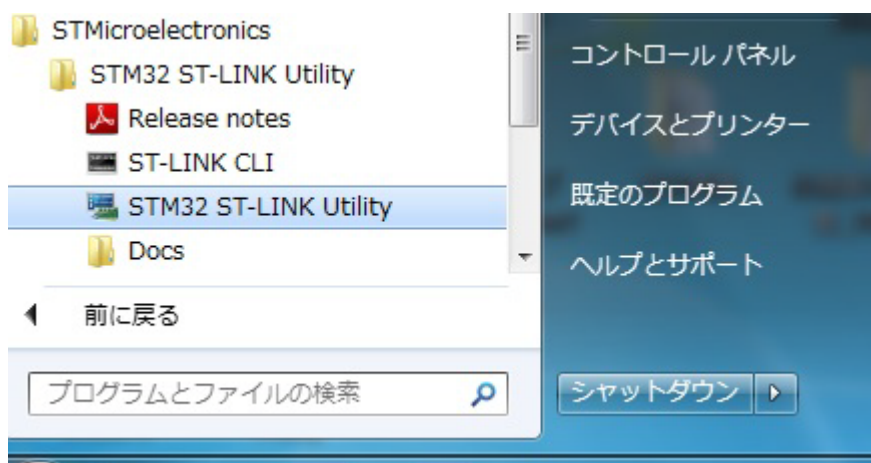 STMicroelectronics
STM32 ST-LINK Utility
Release notes
ST-LINK CLI
STM32 ST-LINK Utility
Docs
前に戻る
プログラムとファイルの検索
コントロール パネル
デバイスとプリンター
既定のプログラム
ヘルプとサポート
シャットダウン